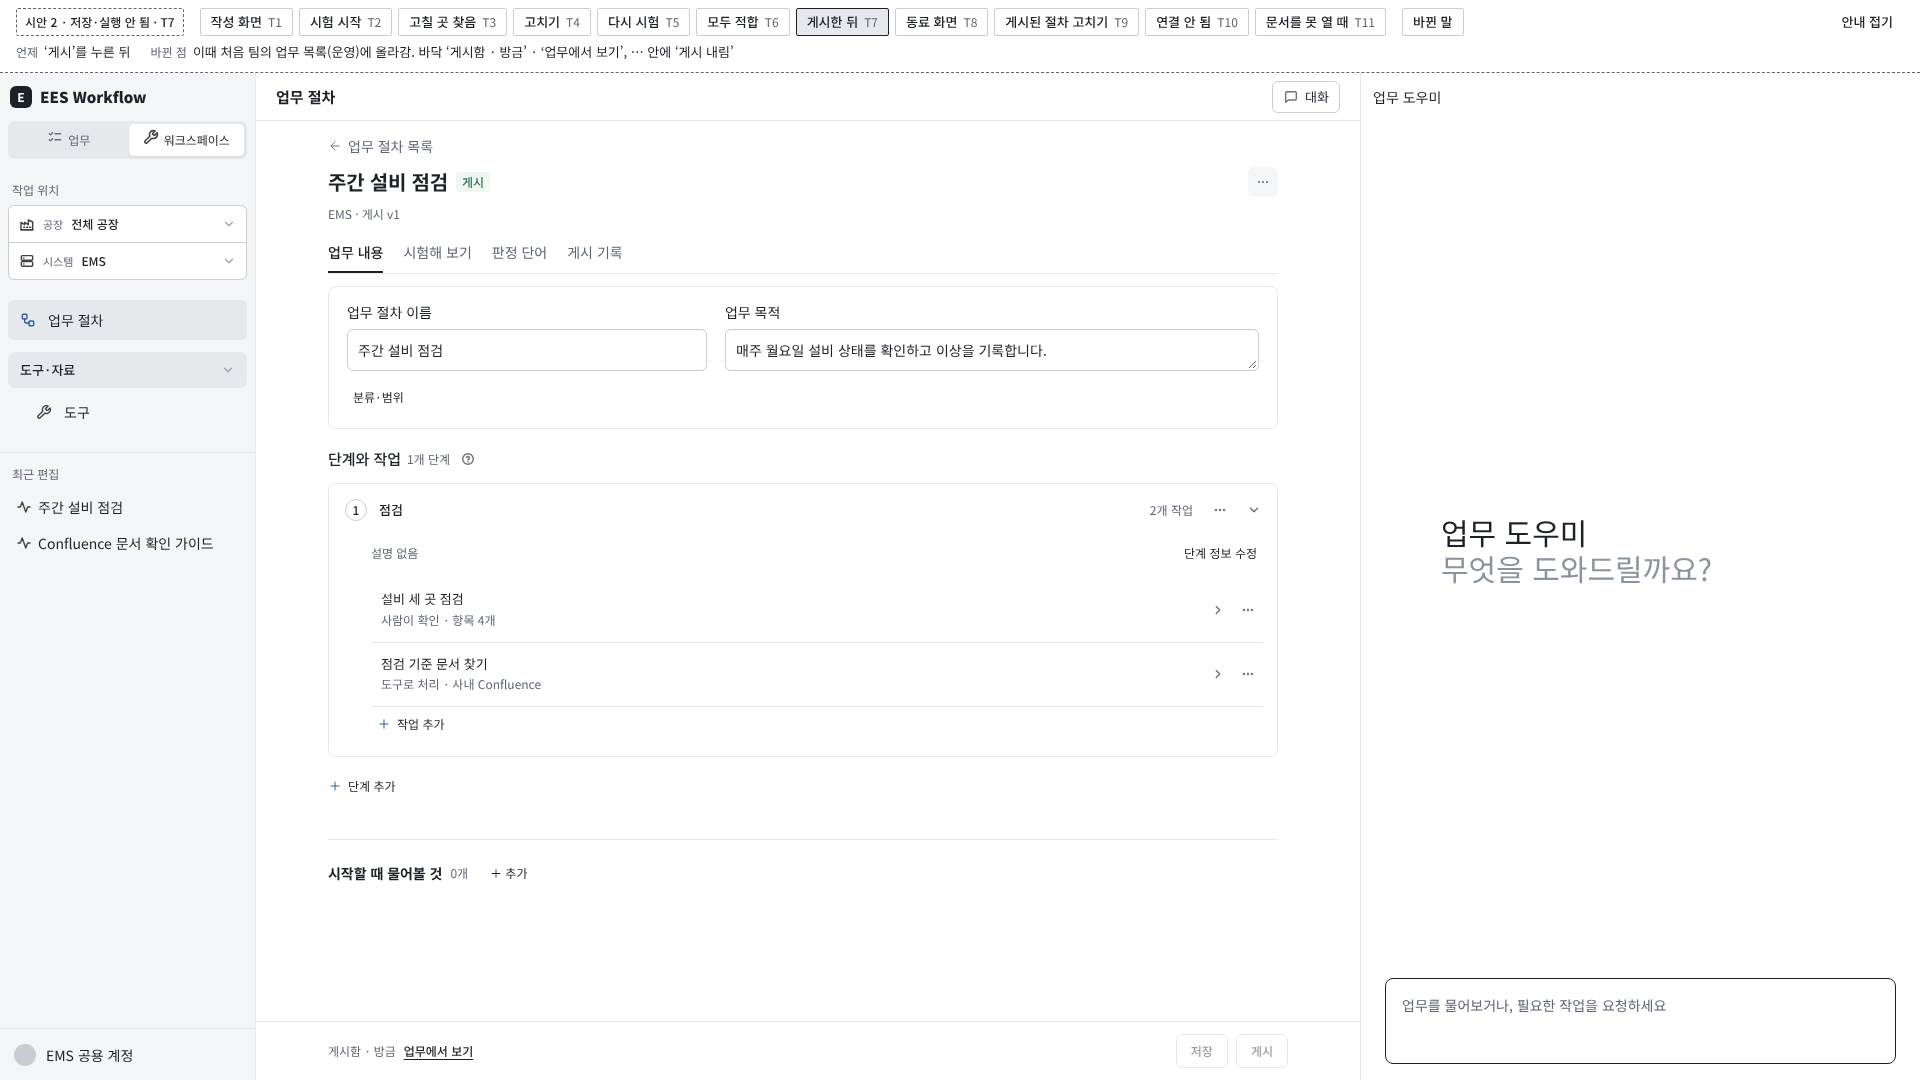 시안 2 · 저장·실행 안 됨 · T7
작성 화면 T1
시험 시작 T2
고칠 곳 찾음 T3
고치기 T4
다시 시험 T5
모두 적합 T6
게시한 뒤 T7
동료 화면 T8
게시된 절차 고치기 T9
연결 안 됨 T10
문서를 못 열 때 T11
바뀐 말
안내 접기
언제 ‘게시’를 누른 뒤 바뀐 점 이때 처음 팀의 업무 목록(운영)에 올라감. 바닥 ‘게시함 · 방금’ · ‘업무에서 보기’, ⋯ 안에 ‘게시 내림’
E EES Workflow
업무
워크스페이스
작업 위치
공장 전체 공장
시스템 EMS
업무 절차
도구·자료
도구
최근 편집
주간 설비 점검
Confluence 문서 확인 가이드
EMS 공용 계정
업무 절차
대화
업무 절차 목록
주간 설비 점검 게시
EMS · 게시 v1
업무 내용
시험해 보기
판정 단어
게시 기록
업무 절차 이름
주간 설비 점검
업무 목적
매주 월요일 설비 상태를 확인하고 이상을 기록합니다.
분류·범위
단계와 작업 1개 단계
1 점검
2개 작업
설명 없음
단계 정보 수정
설비 세 곳 점검
사람이 확인 · 항목 4개
점검 기준 문서 찾기
도구로 처리 · 사내 Confluence
작업 추가
단계 추가
시작할 때 물어볼 것 0개
추가
게시함 · 방금 업무에서 보기
저장
게시
업무 도우미
업무 도우미
무엇을 도와드릴까요?
업무를 물어보거나, 필요한 작업을 요청하세요